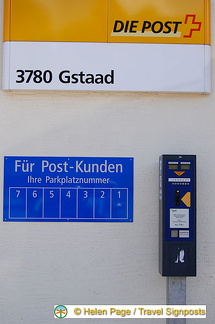 DIE POST
3780 Gstaad
Für Post-Kunden
Ihre Parkplatznummer
7 6 5 4 3 2 1
© Helen Page / Travel Signposts